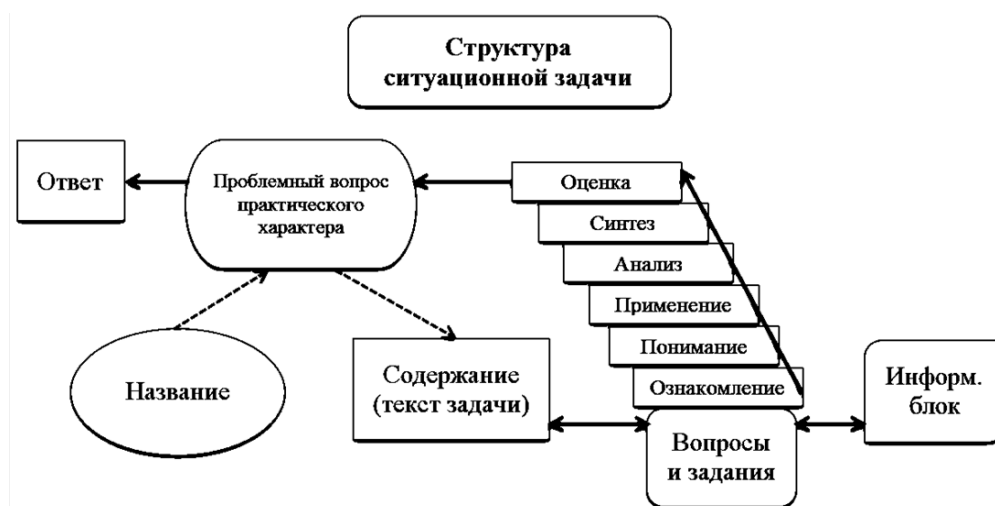 Структура
ситуационной задачи
Ответ
Проблемный вопрос
практического
характера
Оценка
Синтез
Анализ
Применение
Понимание
Ознакомление
Название
Содержание
(текст задачи)
Информ.
блок
Вопросы
и задания